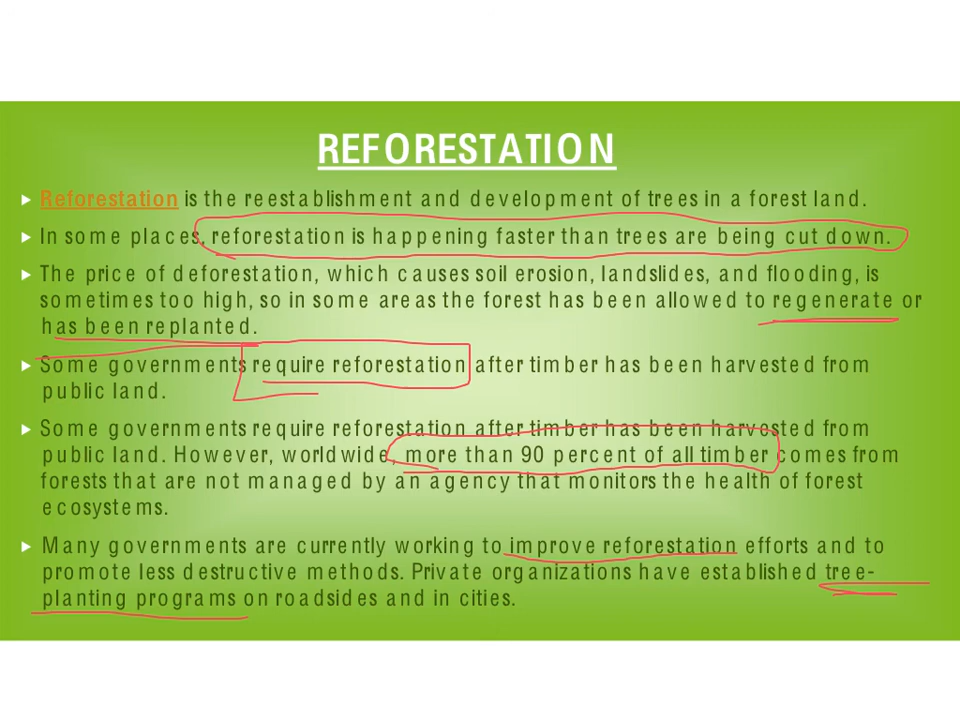 REFORESTATION
Reforestation is the reestablishment and development of trees in a forest land.
In some places, reforestation is happening faster than trees are being cut down.
The price of deforestation, which causes soil erosion, landslides, and flooding, is
sometimes too high, so in some areas the forest has been allowed to regenerate or
has been replanted.
Some governments require reforestation after timber has been harvested from
public land.
Some governments require reforestation after timber has been harvested from
public land. However, worldwide, more than 90 percent of all timber comes from
forests that are not managed by an agency that monitors the health of forest
ecosystems.
Many governments are currently working to improve reforestation efforts and to
promote less destructive methods. Private organizations have established tree-
planting programs on roadsides and in cities.